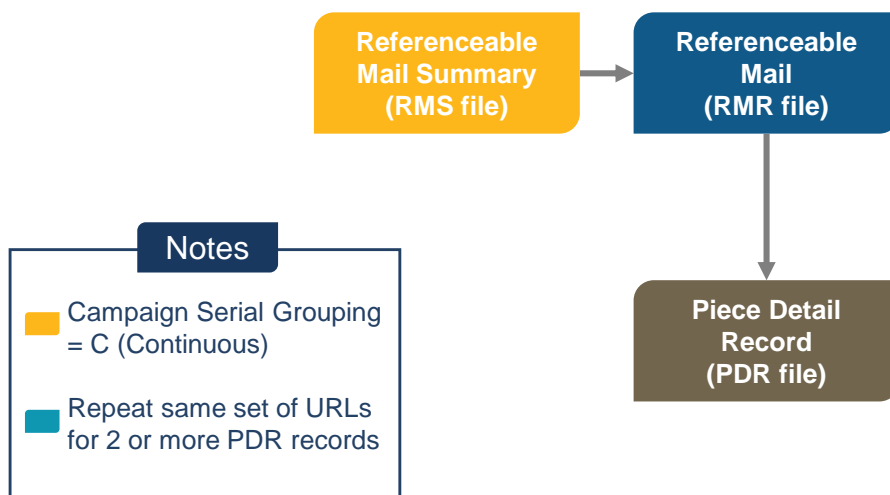 Referenceable
Mail Summary
(RMS file)
Referenceable
Mail
(RMR file)
Notes
Campaign Serial Grouping
= C (Continuous)
Repeat same set of URLs
for 2 or more PDR records
Piece Detail
Record
(PDR file)